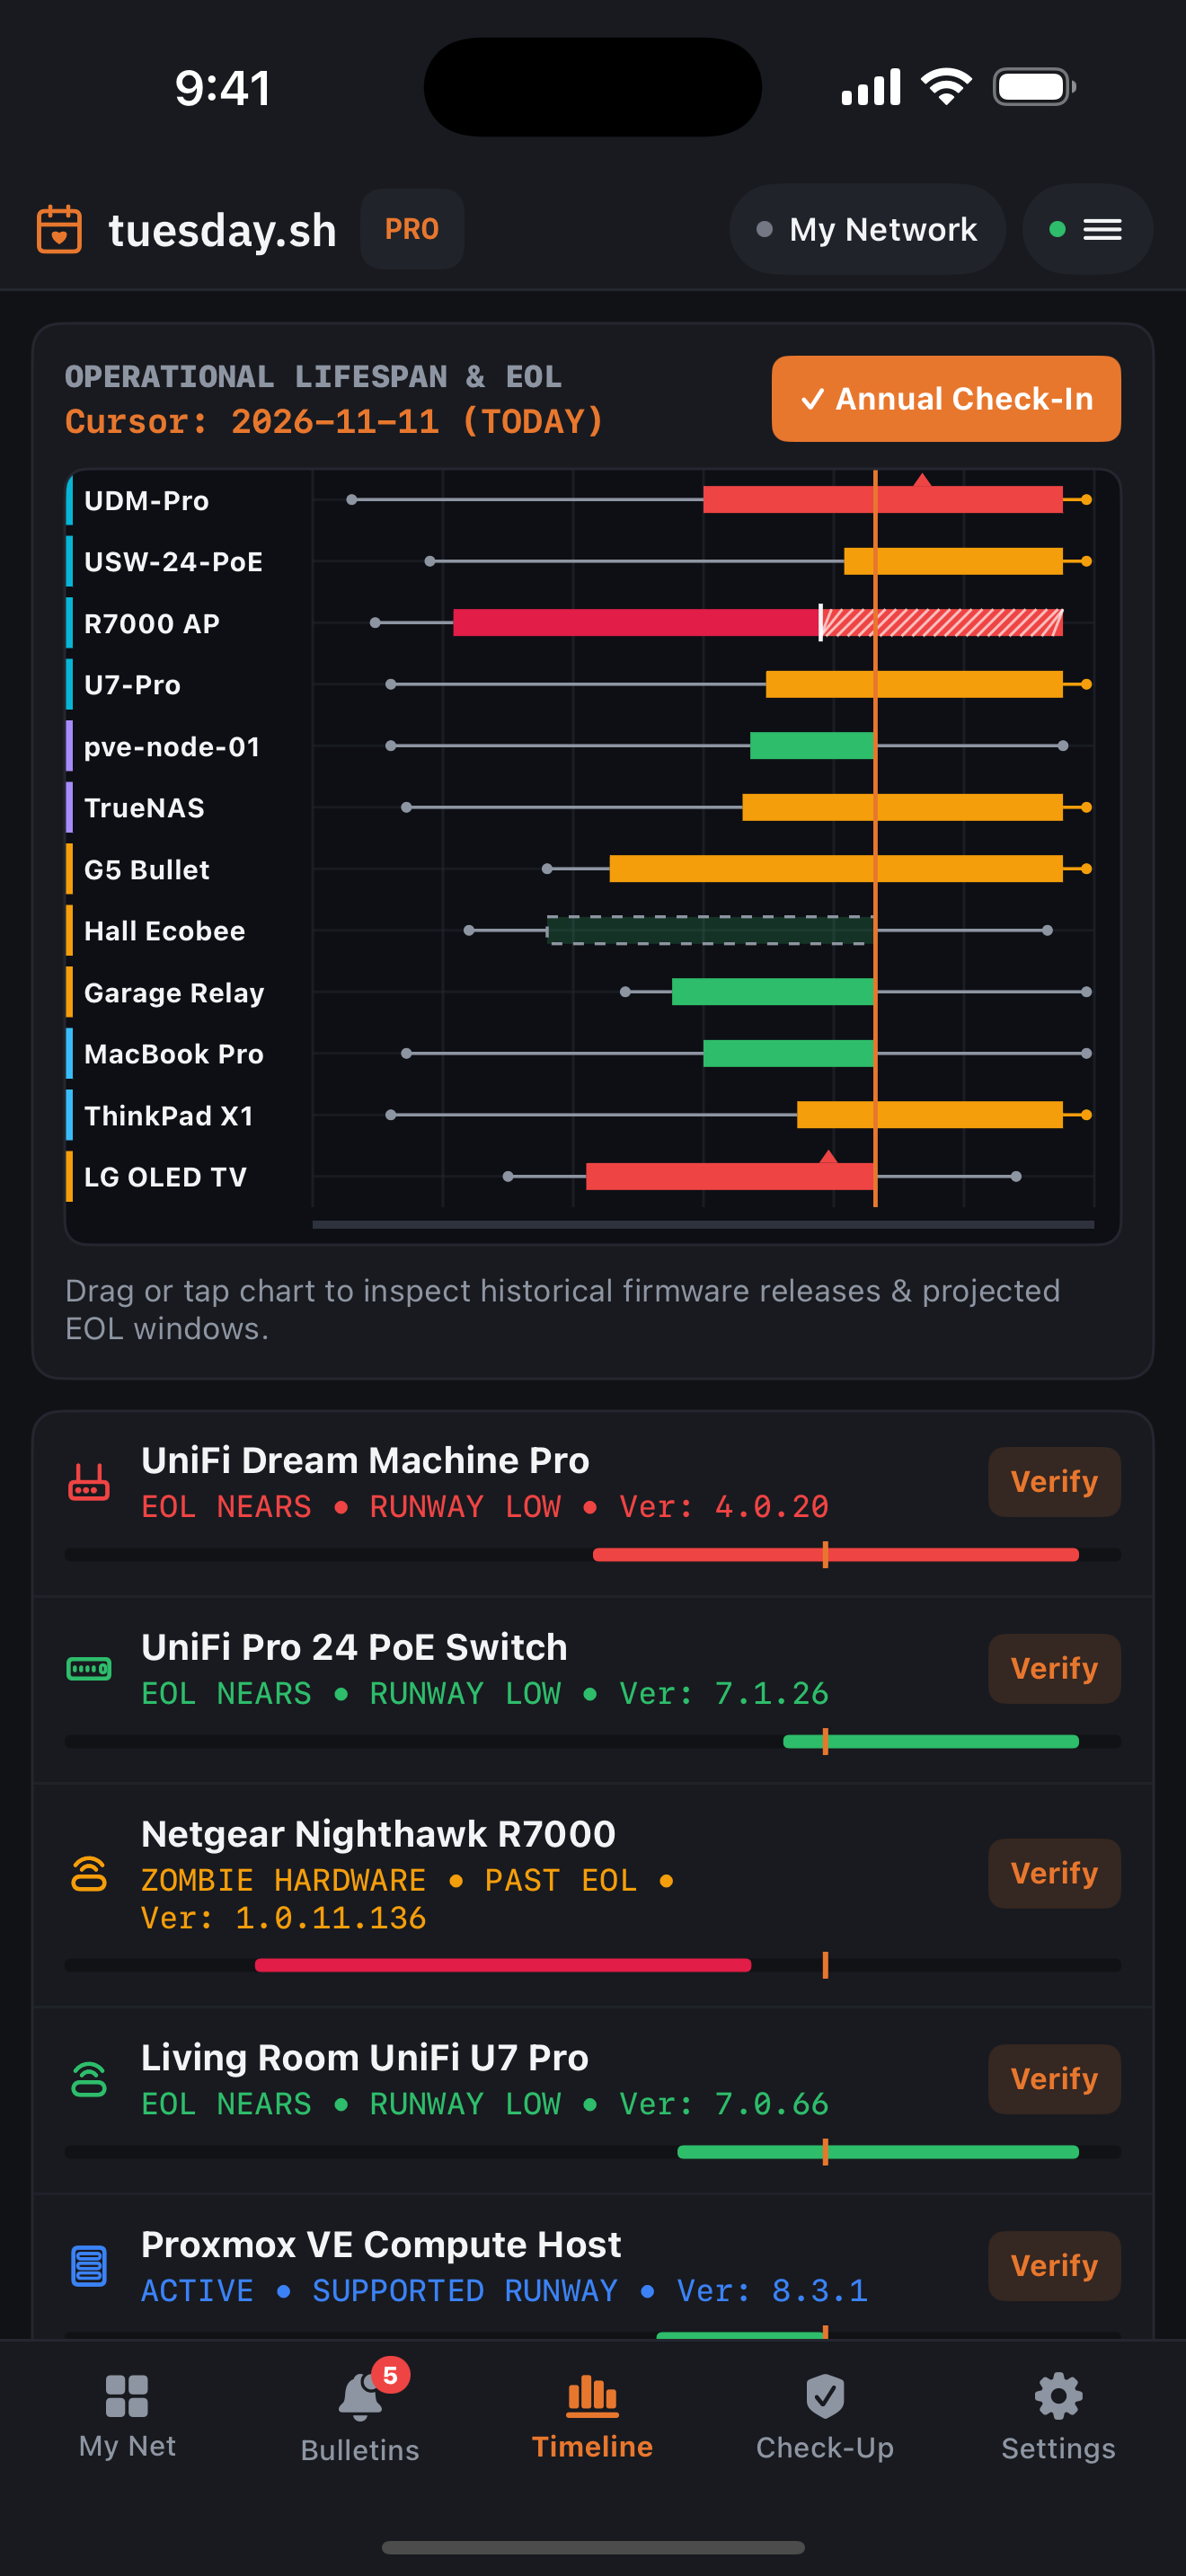 9:41
tuesday.sh PRO My Network
OPERATIONAL LIFESPAN & EOL
Cursor: 2026-11-11 (TODAY)
✓ Annual Check-In
UDM-Pro
USW-24-PoE
R7000 AP
U7-Pro
pve-node-01
TrueNAS
G5 Bullet
Hall Ecobee
Garage Relay
MacBook Pro
ThinkPad X1
LG OLED TV
Drag or tap chart to inspect historical firmware releases & projected
EOL windows.
UniFi Dream Machine Pro
EOL NEARS • RUNWAY LOW • Ver: 4.0.20
Verify
UniFi Pro 24 PoE Switch
EOL NEARS • RUNWAY LOW • Ver: 7.1.26
Verify
Netgear Nighthawk R7000
ZOMBIE HARDWARE • PAST EOL •
Ver: 1.0.11.136
Verify
Living Room UniFi U7 Pro
EOL NEARS • RUNWAY LOW • Ver: 7.0.66
Verify
Proxmox VE Compute Host
ACTIVE • SUPPORTED RUNWAY • Ver: 8.3.1
Verify
5
My Net Bulletins Timeline Check-Up Settings